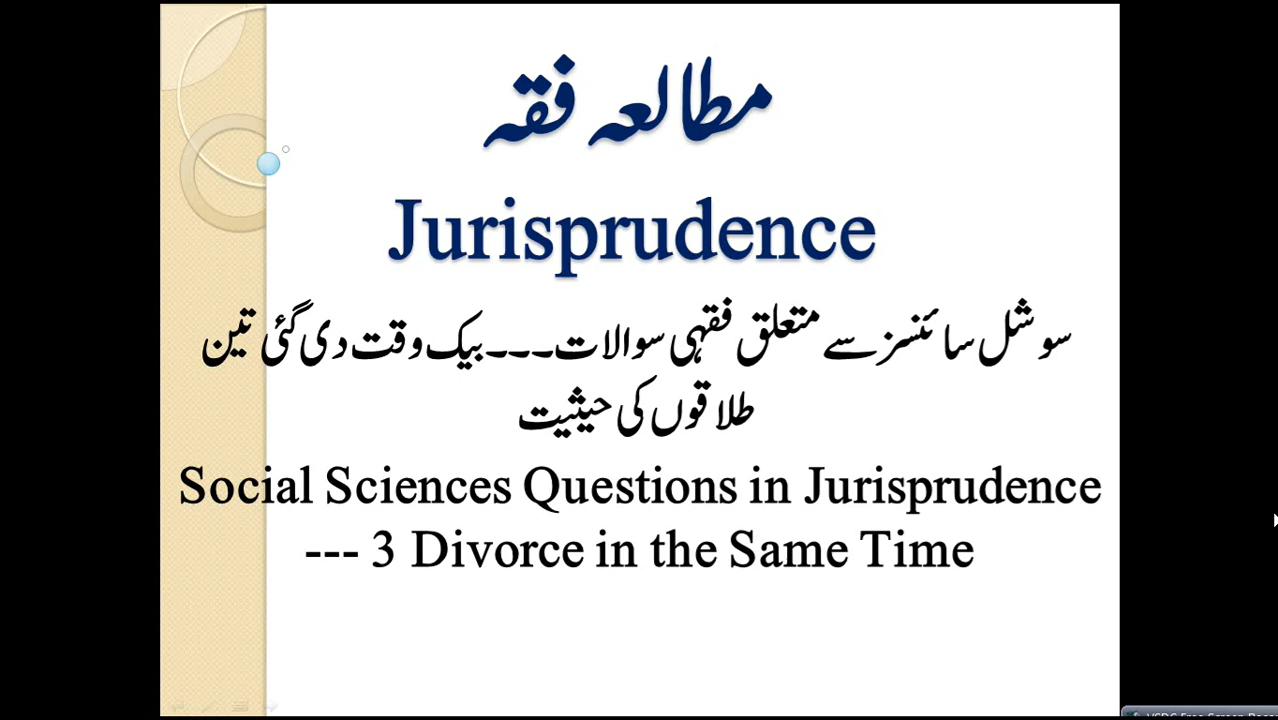 مطالعہ فقہ
Jurisprudence
سوشل سائنسز سے متعلق فقہی سوالات۔۔۔بیک وقت دی گئی تین
طلاقوں کی حیثیت
Social Sciences Questions in Jurisprudence
--- 3 Divorce in the Same Time